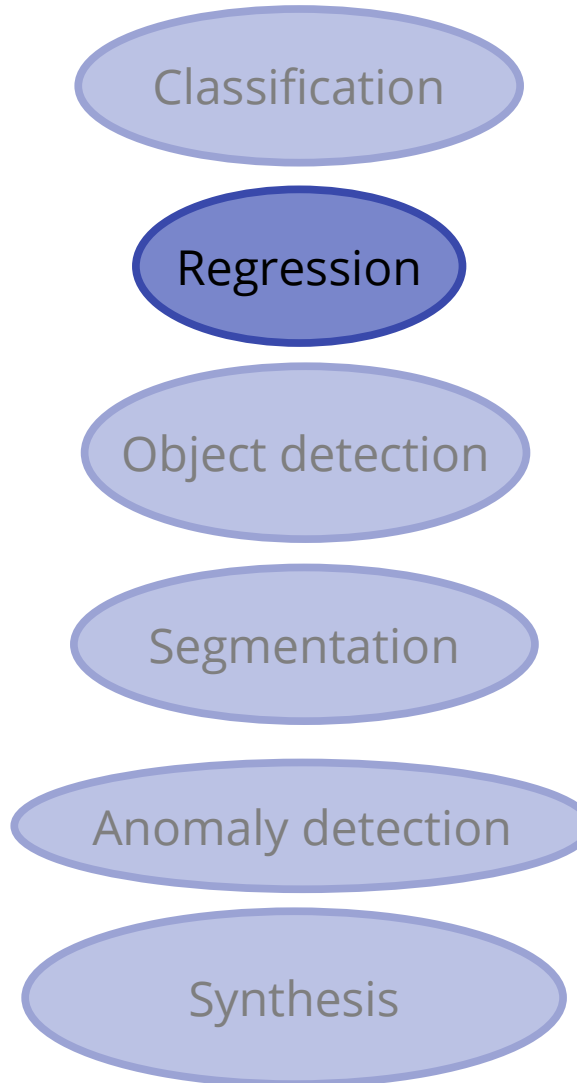 Classification
Regression
Object detection
Segmentation
Anomaly detection
Synthesis